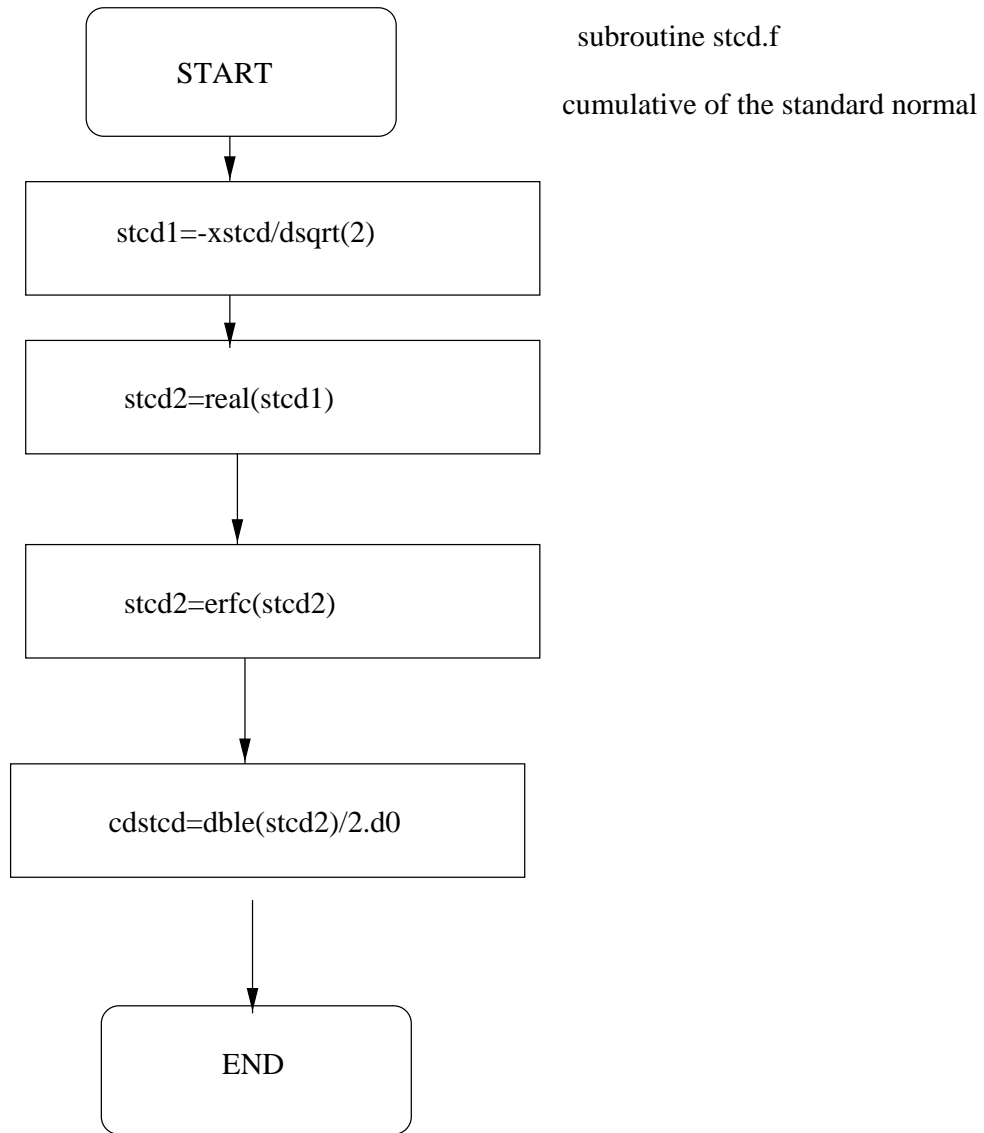 subroutine stcd.f
START
cumulative of the standard normal
stcd1=-xstcd/dsqrt(2)
stcd2=real(stcd1)
stcd2=erfc(stcd2)
cdstcd=dble(stcd2)/2.d0
END